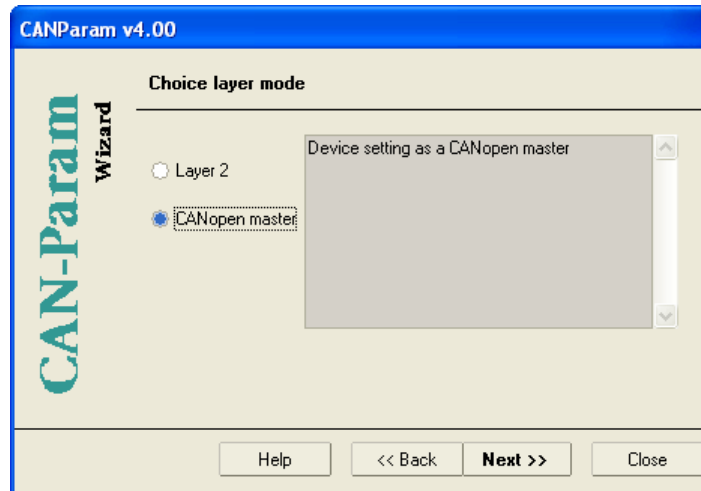 CANParam v4.00
CAN-Param
Wizard
Choice layer mode
Layer 2
CANopen master
Device setting as a CANopen master
Help
<< Back
Next >>
Close